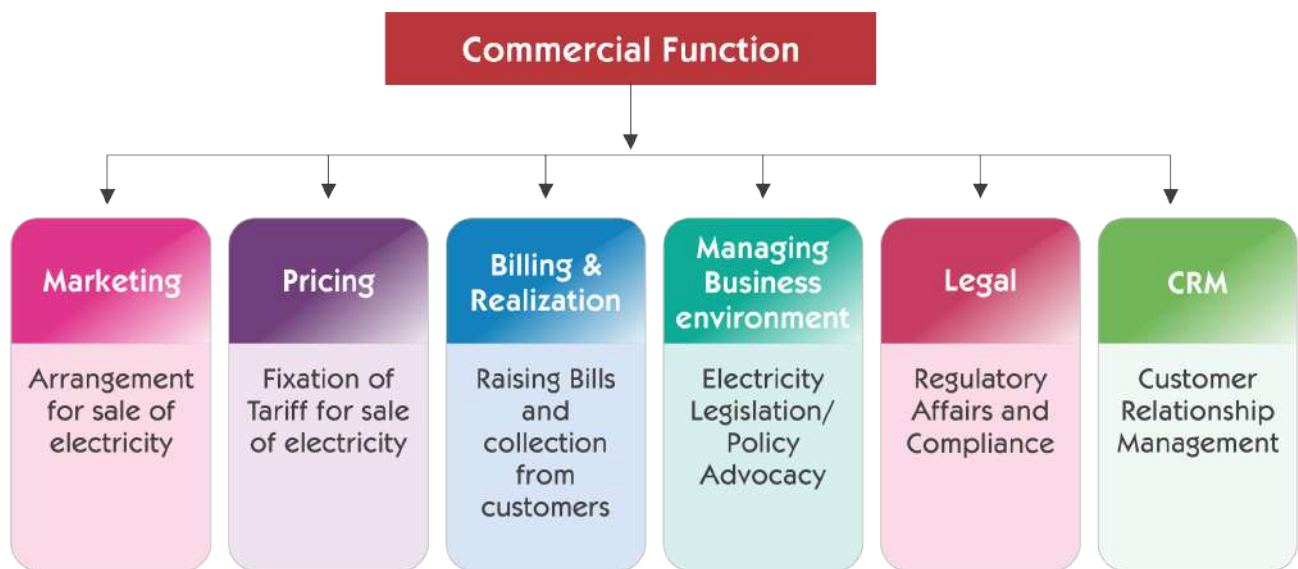 Commercial Function
Marketing
Arrangement
for sale of
electricity
Pricing
Fixation of
Tariff for sale
of electricity
Billing &
Realization
Raising Bills
and
collection
from
customers
Managing
Business
environment
Electricity
Legislation/
Policy
Advocacy
Legal
Regulatory
Affairs and
Compliance
CRM
Customer
Relationship
Management